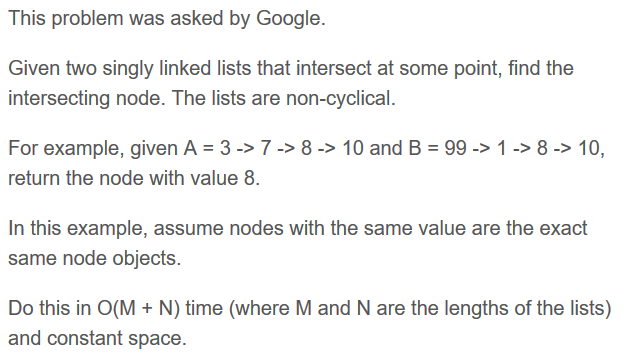 This problem was asked by Google.
Given two singly linked lists that intersect at some point, find the
intersecting node. The lists are non-cyclical.
For example, given A = 3 -> 7 -> 8 -> 10 and B = 99 -> 1 -> 8 -> 10,
return the node with value 8.
In this example, assume nodes with the same value are the exact
same node objects.
Do this in O(M + N) time (where M and N are the lengths of the lists)
and constant space.